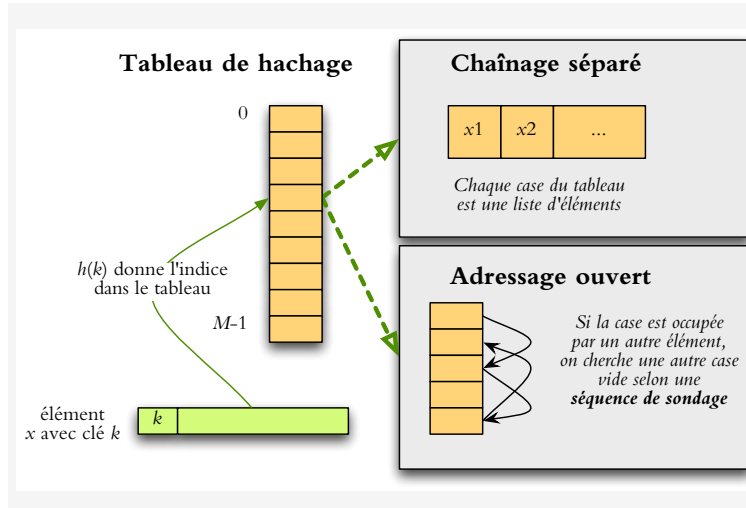 Tableau de hachage
0
M-1
h(k) donne l'indice
dans le tableau
élément
x avec clé k
k
Chaînage séparé
x1 x2 ...
Chaque case du tableau
est une liste d'éléments
Adressage ouvert
Si la case est occupée
par un autre élément,
on cherche une autre case
vide selon une
séquence de sondage